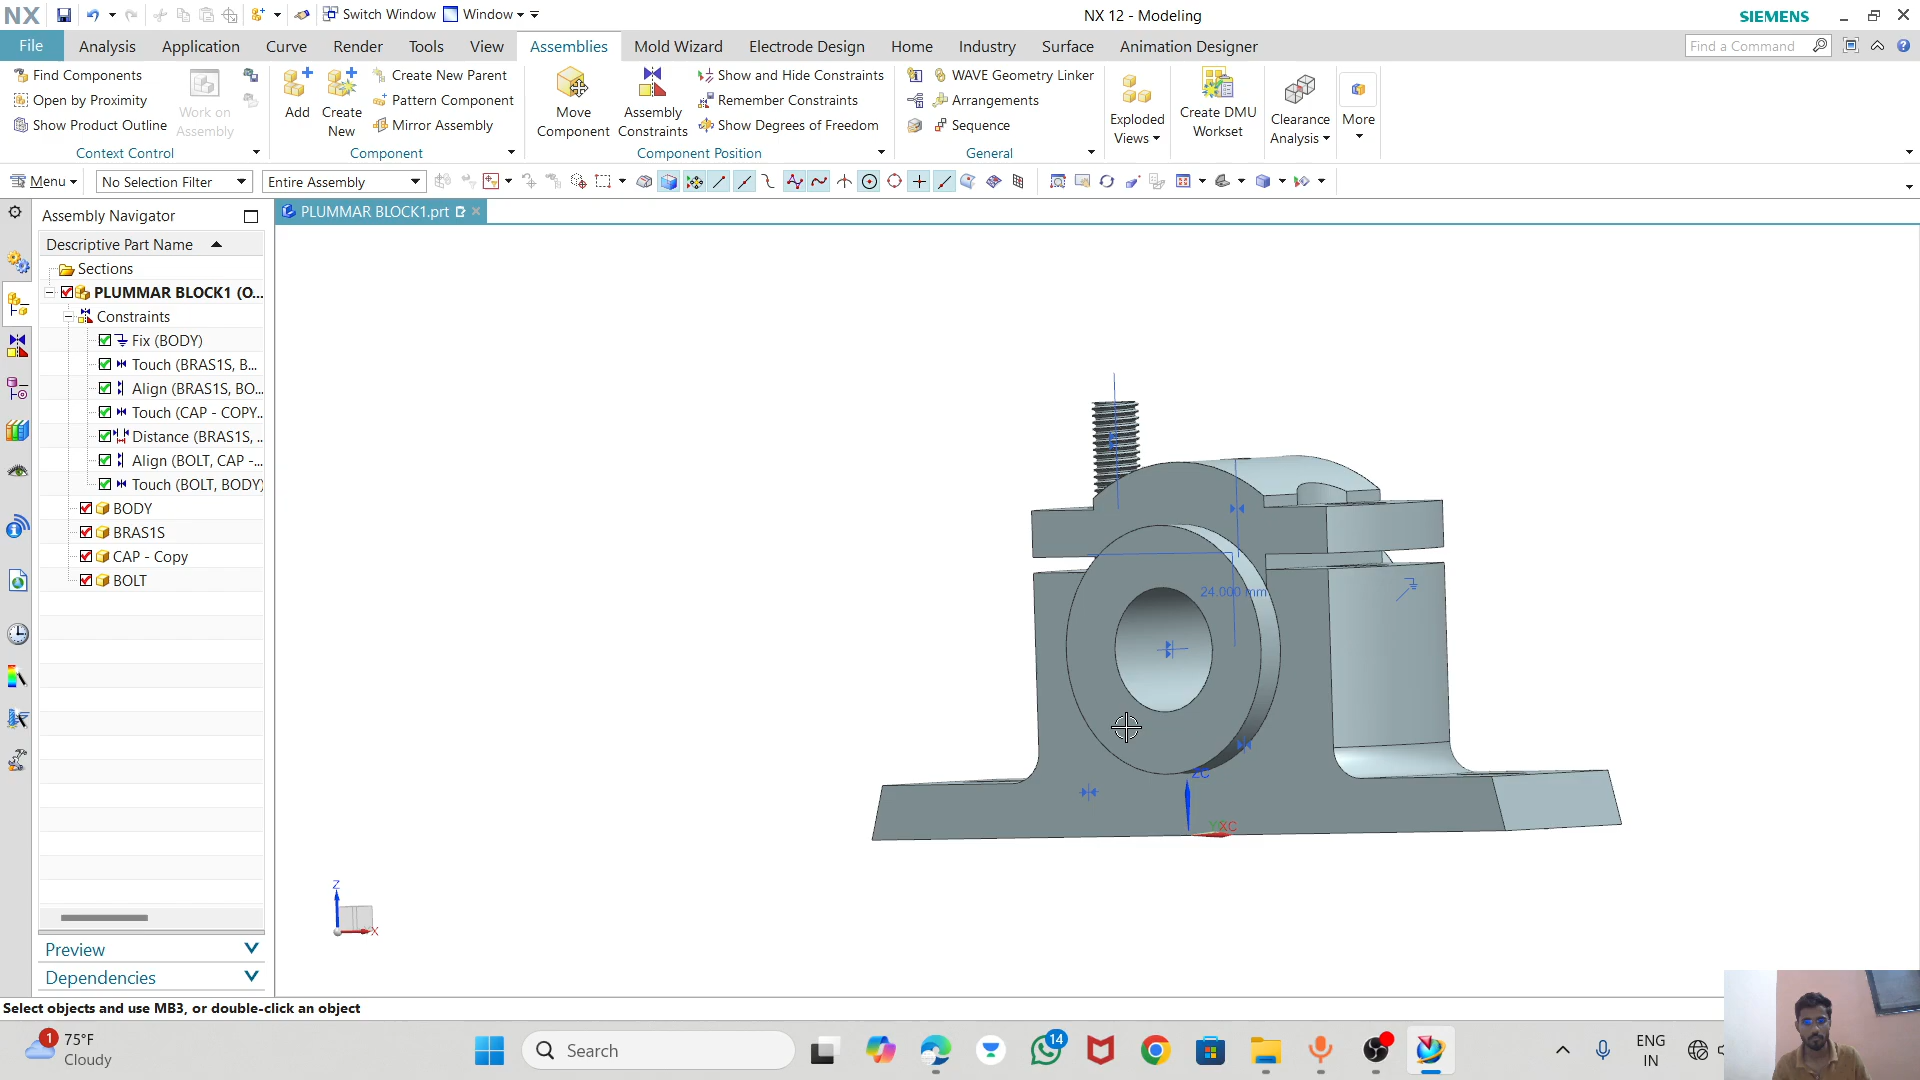 NX
Switch Window
Window
NX 12 - Modeling
SIEMENS
File
Analysis
Application
Curve
Render
Tools
View
Assemblies
Mold Wizard
Electrode Design
Home
Industry
Surface
Animation Designer
Find a Command
Find Components
Open by Proximity
Show Product Outline
Work on
Assembly
Context Control
Add
Create
New
Create New Parent
Pattern Component
Mirror Assembly
Component
Move
Component
Assembly
Constraints
Show and Hide Constraints
Remember Constraints
Show Degrees of Freedom
Component Position
WAVE Geometry Linker
Arrangements
Sequence
General
Exploded
Views
Create DMU
Workset
Clearance
Analysis
More
Menu
No Selection Filter
Entire Assembly
Assembly Navigator
PLUMMAR BLOCK1.prt
Descriptive Part Name
Sections
PLUMMAR BLOCK1 (O...
Constraints
Fix (BODY)
Touch (BRAS1S, B...
Align (BRAS1S, BO...
Touch (CAP - COPY...
Distance (BRAS1S, ...
Align (BOLT, CAP -...
Touch (BOLT, BODY)
BODY
BRAS1S
CAP - Copy
BOLT
24.000 mm
ZC
YXC
Z
X
Preview
Dependencies
Select objects and use MB3, or double-click an object
1
75°F
Cloudy
Search
14
ENG
IN